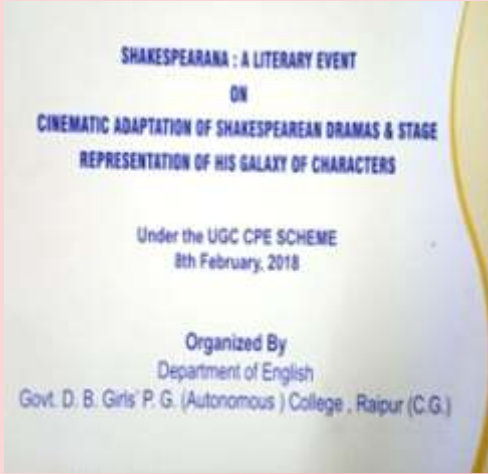 SHAKESPEARANA : A LITERARY EVENT
ON
CINEMATIC ADAPTATION OF SHAKESPEAREAN DRAMAS & STAGE
REPRESENTATION OF HIS GALAXY OF CHARACTERS
Under the UGC CPE SCHEME
8th February, 2018
Organized By
Department of English
Govt. D. B. Girls' P. G. (Autonomous ) College , Raipur (C.G.)